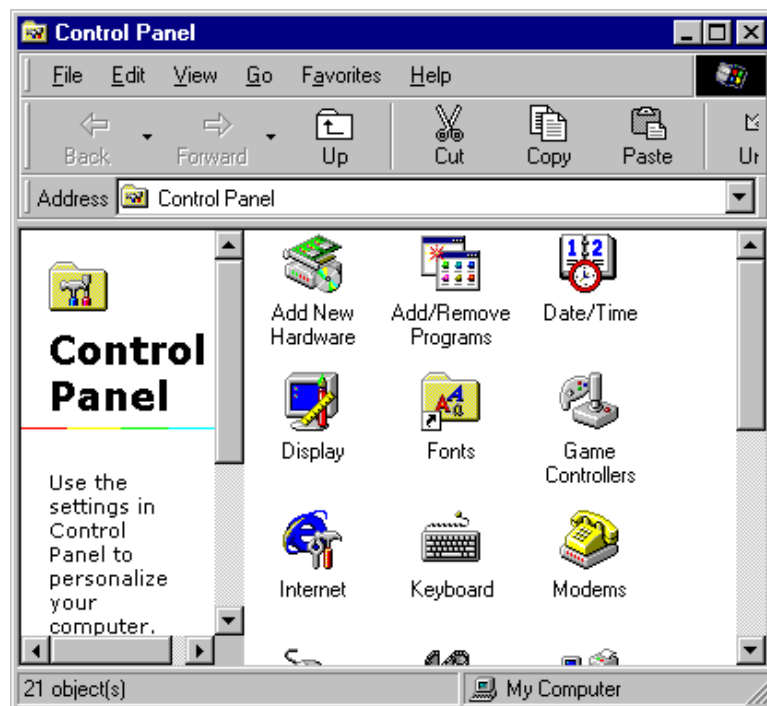 Control Panel
File Edit View Go Favorites Help
Back Forward Up Cut Copy Paste
Address Control Panel
Control
Panel
Use the
settings in
Control
Panel to
personalize
your
computer.
Add New
Hardware
Add/Remove
Programs
Date/Time
Display
Fonts
Game
Controllers
Internet
Keyboard
Modems
21 object(s)
My Computer